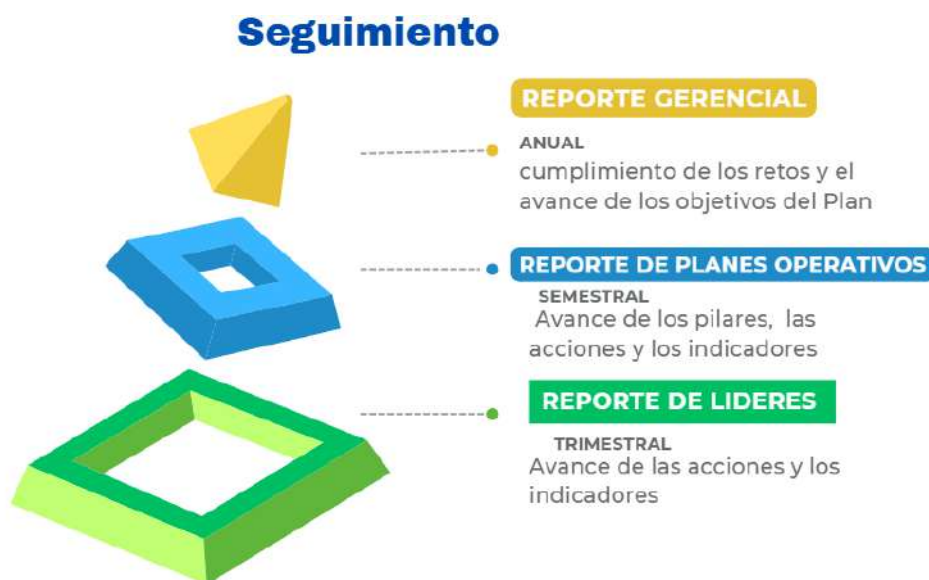 Seguimiento
REPORTE GERENCIAL
ANUAL
cumplimiento de los retos y el
avance de los objetivos del Plan
REPORTE DE PLANES OPERATIVOS
SEMESTRAL
Avance de los pilares, las
acciones y los indicadores
REPORTE DE LIDERES
TRIMESTRAL
Avance de las acciones y los
indicadores